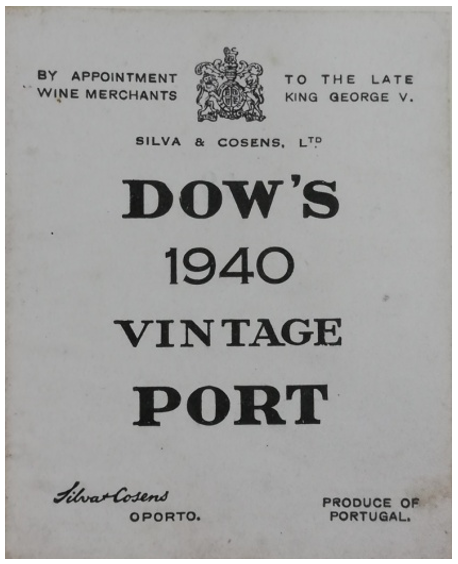 BY APPOINTMENT TO THE LATE
WINE MERCHANTS KING GEORGE V.
SILVA & COSENS, LTD.
DOW'S
1940
VINTAGE
PORT
Silva & Cosens
OPORTO.
PRODUCE OF
PORTUGAL.